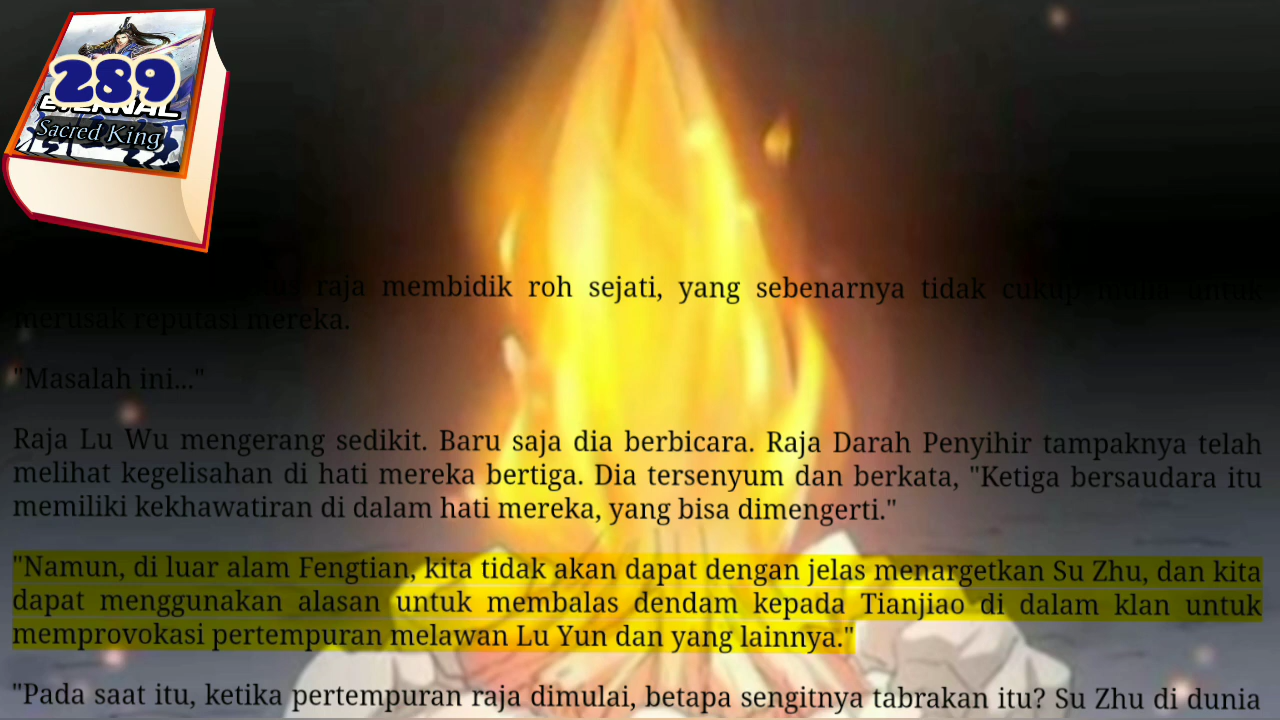 289
ETERNAL
Sacred King
raja membidik roh sejati, yang sebenarnya tidak cukup mulia untuk
merusak reputasi mereka.
"Masalah ini..."
Raja Lu Wu mengerang sedikit. Baru saja dia berbicara. Raja Darah Penyihir tampaknya telah
melihat kegelisahan di hati mereka bertiga. Dia tersenyum dan berkata, "Ketiga bersaudara itu
memiliki kekhawatiran di dalam hati mereka, yang bisa dimengerti."
"Namun, di luar alam Fengtian, kita tidak akan dapat dengan jelas menargetkan Su Zhu, dan kita
dapat menggunakan alasan untuk membalas dendam kepada Tianjiao di dalam klan untuk
memprovokasi pertempuran melawan Lu Yun dan yang lainnya."
"Pada saat itu, ketika pertempuran raja dimulai, betapa sengitnya tabrakan itu? Su Zhu di dunia